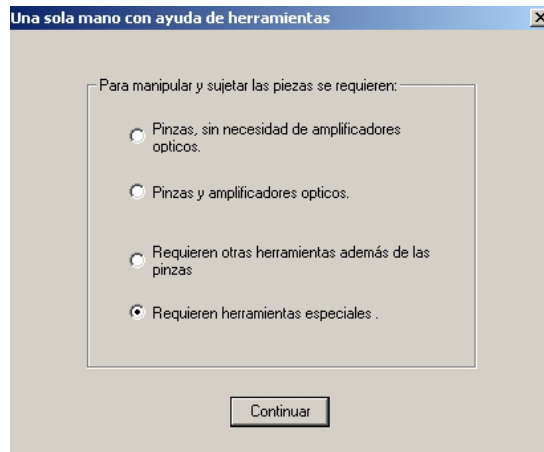 Una sola mano con ayuda de herramientas
Para manipular y sujetar las piezas se requieren:
Pinzas, sin necesidad de amplificadores
opticos.
Pinzas y amplificadores opticos.
Requieren otras herramientas además de las
pinzas
Requieren herramientas especiales .
Continuar